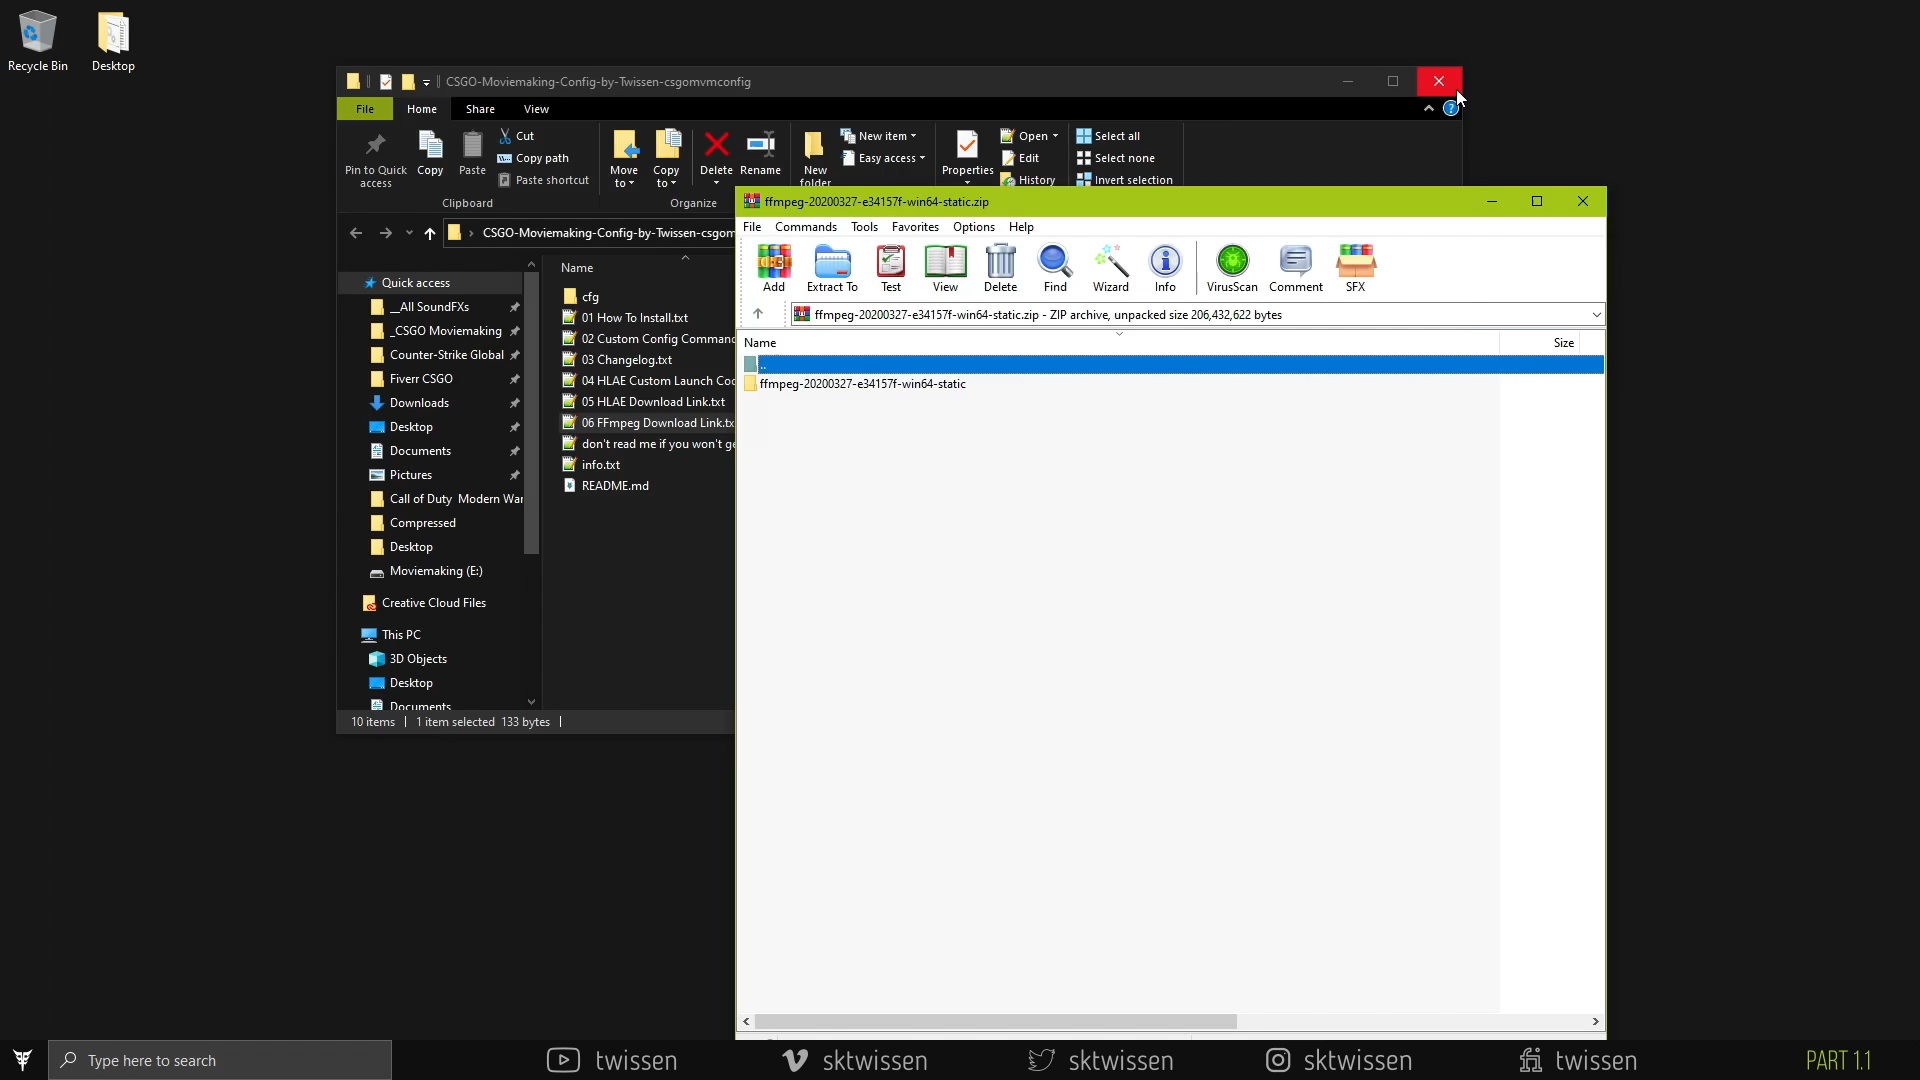 Recycle Bin
Desktop
CSGO-Moviemaking-Config-by-Twissen-csgomvmconfig
File
Home
Share
View
Pin to Quick
access
Copy
Paste
Cut
Copy path
Paste shortcut
Clipboard
Move
to
Copy
to
Delete
Rename
Organize
New
folder
New item
Easy access
Properties
Open
Edit
History
Select all
Select none
Invert selection
CSGO-Moviemaking-Config-by-Twissen-csgom
Quick access
__All SoundFXs
_CSGO Moviemaking
Counter-Strike Global
Fiverr CSGO
Downloads
Desktop
Documents
Pictures
Call of Duty Modern War
Compressed
Desktop
Moviemaking (E:)
Creative Cloud Files
This PC
3D Objects
Desktop
Documents
Name
cfg
01 How To Install.txt
02 Custom Config Command
03 Changelog.txt
04 HLAE Custom Launch Co
05 HLAE Download Link.txt
06 FFmpeg Download Link.tx
don't read me if you won't ge
info.txt
README.md
10 items
1 item selected 133 bytes
ffmpeg-20200327-e34157f-win64-static.zip
File Commands Tools Favorites Options Help
Add
Extract To
Test
View
Delete
Find
Wizard
Info
VirusScan
Comment
SFX
ffmpeg-20200327-e34157f-win64-static.zip - ZIP archive, unpacked size 206,432,622 bytes
Name
Size
..
ffmpeg-20200327-e34157f-win64-static
Type here to search
twissen
sktwissen
sktwissen
sktwissen
fi twissen
PART 1.1